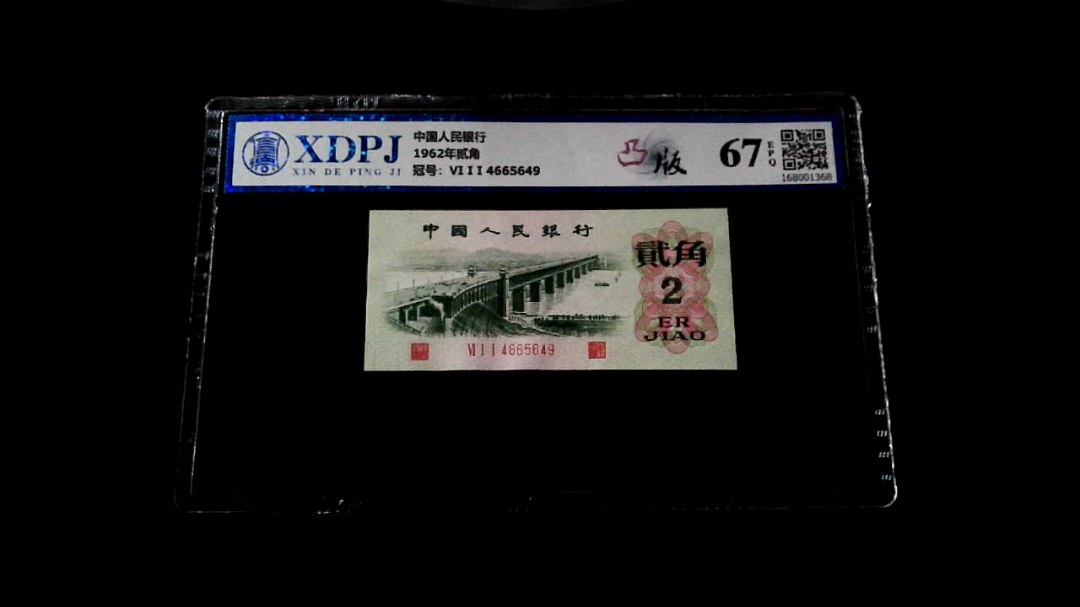 XDPJ
XIN DE PING JI
中国人民银行
1962年贰角
冠号: VI I I 4665649
凸版
67
EPQ
168001368
中國人民銀行
貳角
2
ER
JIAO
VI I I 4665649